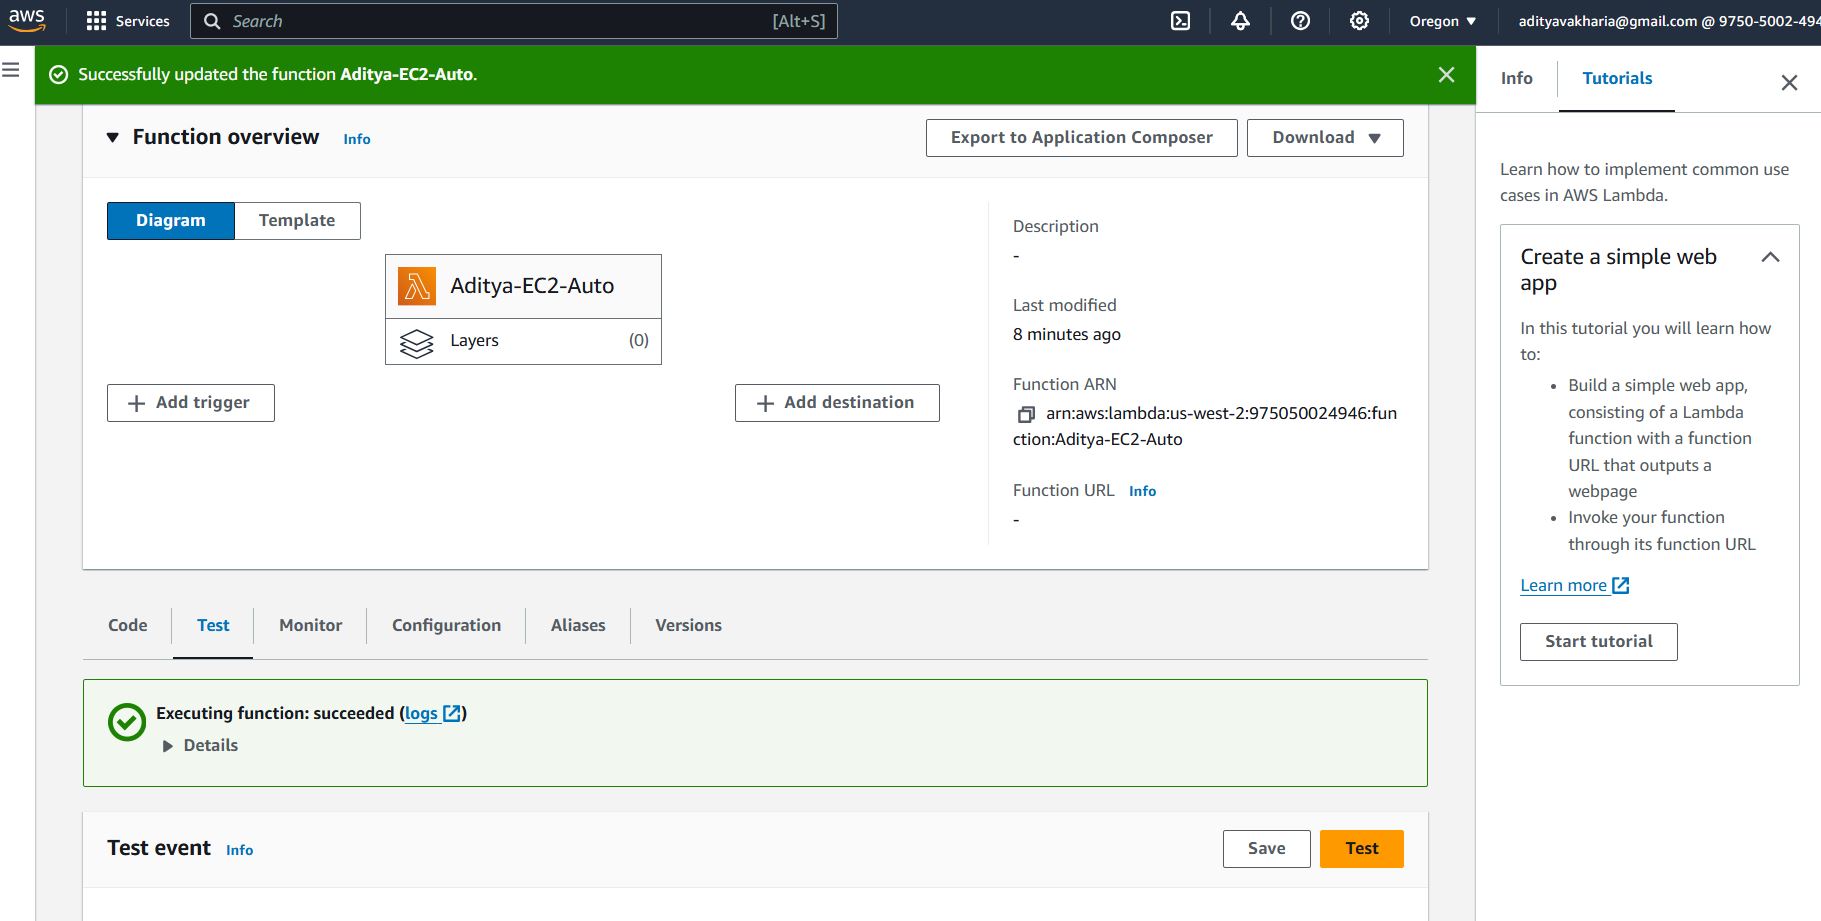 aws
Services
Search
[Alt+S]
Oregon ▼
adityavakharia@gmail.com @ 9750-5002-494
Successfully updated the function Aditya-EC2-Auto.
Info
Tutorials
Function overview
Info
Export to Application Composer
Download
Learn how to implement common use
cases in AWS Lambda.
Diagram
Template
Aditya-EC2-Auto
Layers
(0)
+ Add trigger
+ Add destination
Description
-
Last modified
8 minutes ago
Function ARN
arn:aws:lambda:us-west-2:975050024946:fun
ction:Aditya-EC2-Auto
Function URL Info
-
Create a simple web
app
In this tutorial you will learn how
to:
• Build a simple web app,
consisting of a Lambda
function with a function
URL that outputs a
webpage
• Invoke your function
through its function URL
Learn more
Start tutorial
Code
Test
Monitor
Configuration
Aliases
Versions
Executing function: succeeded (logs)
Details
Test event
Info
Save
Test